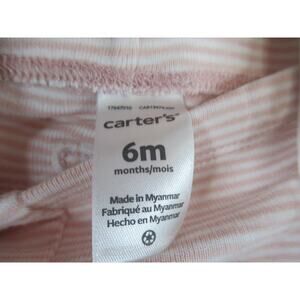 carter's
6m
months/mois
Made in Myanmar
Fabriqué au Myanmar
Hecho en Myanmar